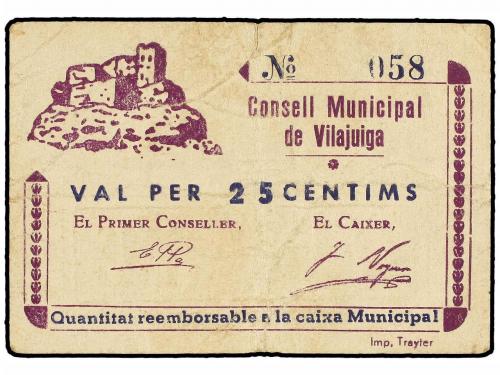 Nº 058
Consell Municipal
de Vilajuiga
VAL PER 25 CENTIMS
EL PRIMER CONSELLER, EL CAIXER,
Quantitat reemborsable a la caixa Municipal
Imp, Trayter